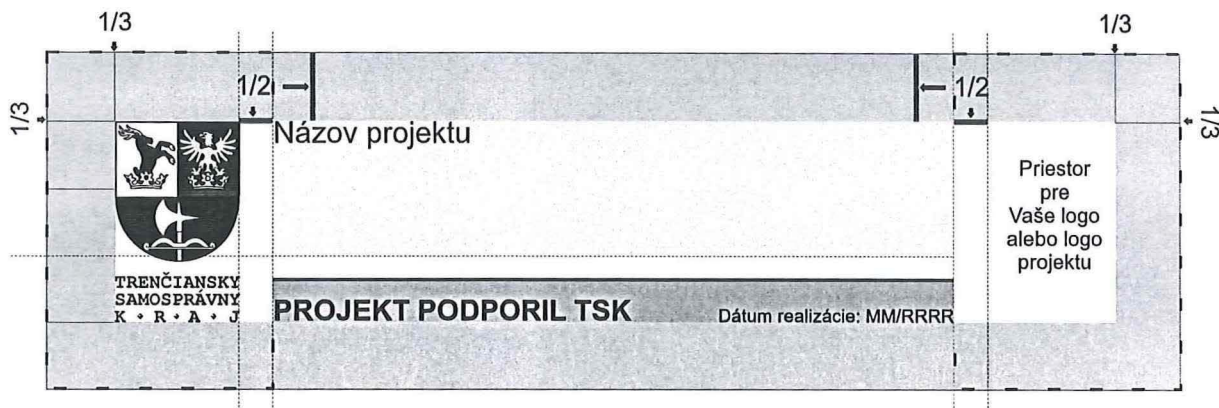 1/3
1/3
1/2
1/2
1/3
1/3
Názov projektu
Priestor
pre
Vaše logo
alebo logo
projektu
TRENČIANSKY
SAMOSPRÁVNY
K • R • A • J
PROJEKT PODPORIL TSK
Dátum realizácie: MM/RRRR